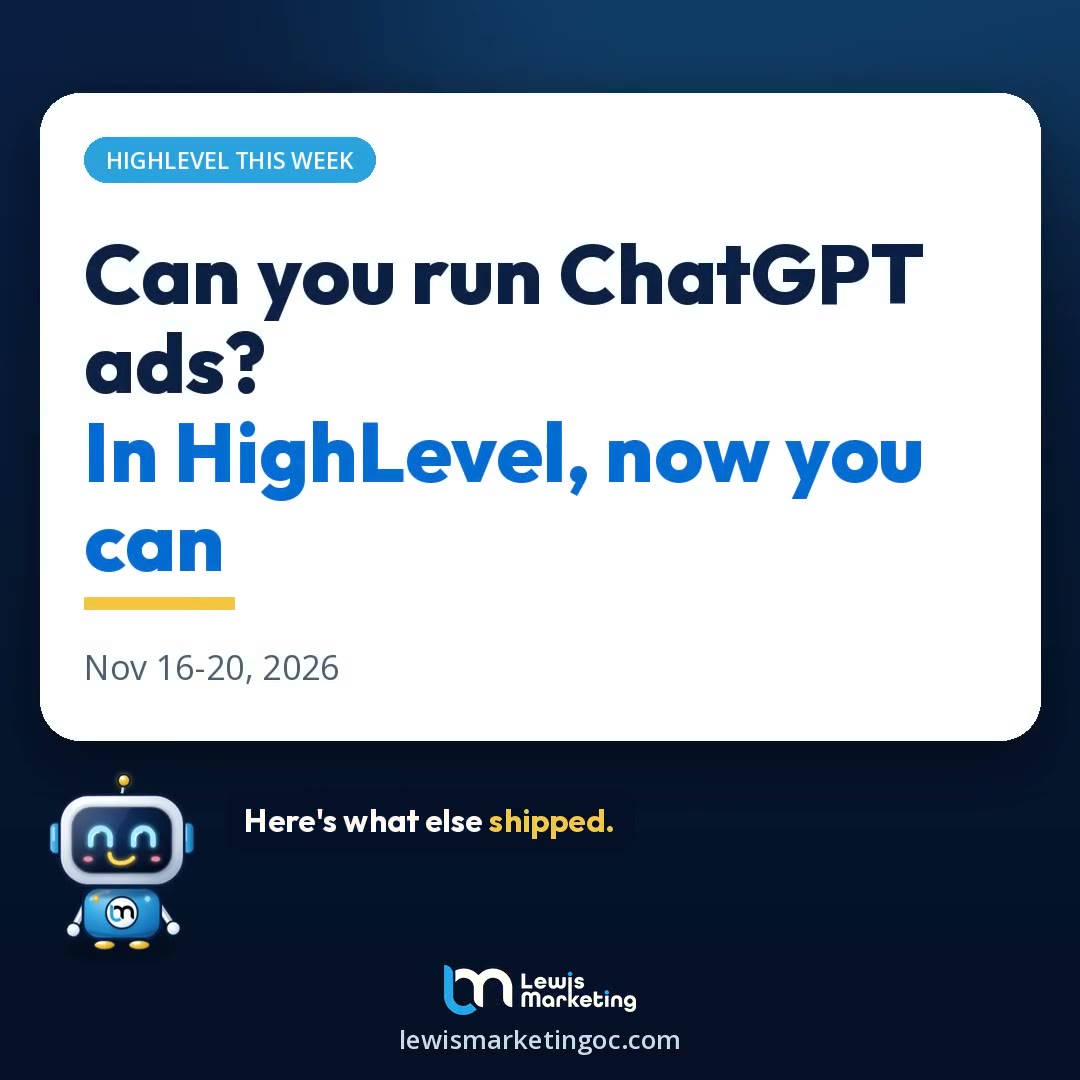 HIGHLEVEL THIS WEEK
Can you run ChatGPT
ads?
In HighLevel, now you
can
Nov 16-20, 2026
Here's what else shipped.
Lewis
Marketing
lewismarketingoc.com